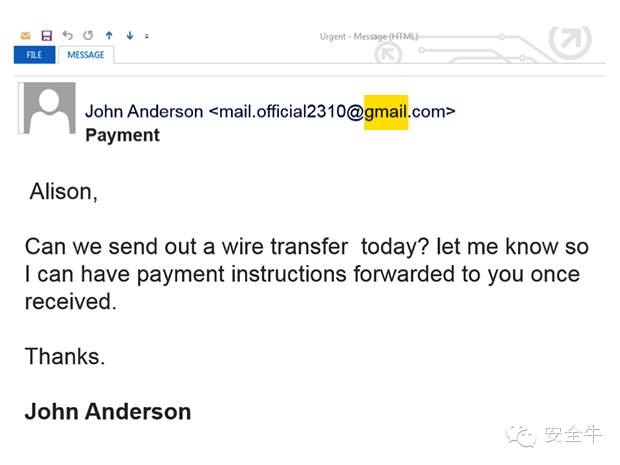 Urgent - Message (HTML)
FILE MESSAGE
John Anderson <mail.official2310@gmail.com>
Payment
Alison,
Can we send out a wire transfer  today? let me know so
I can have payment instructions forwarded to you once
received.
Thanks.
John Anderson
安全牛